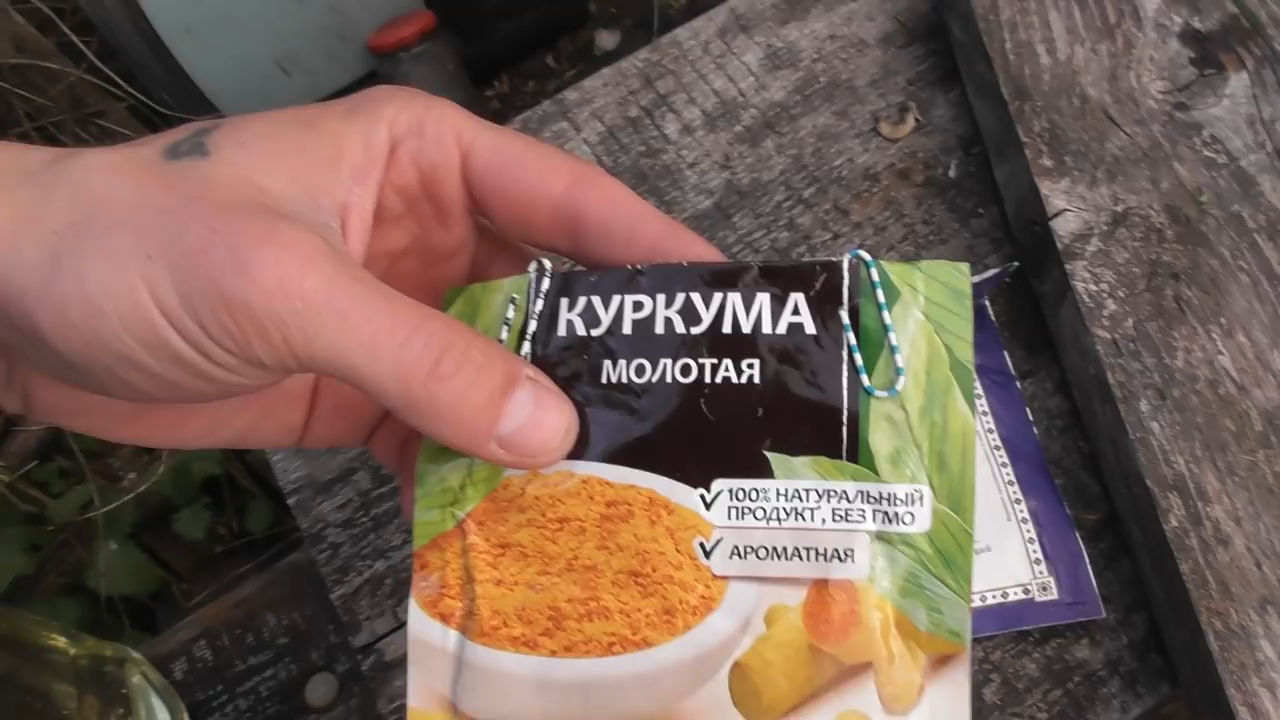 КУРКУМА
МОЛОТАЯ
100% НАТУРАЛЬНЫЙ
ПРОДУКТ, БЕЗ ГМО
АРОМАТНАЯ